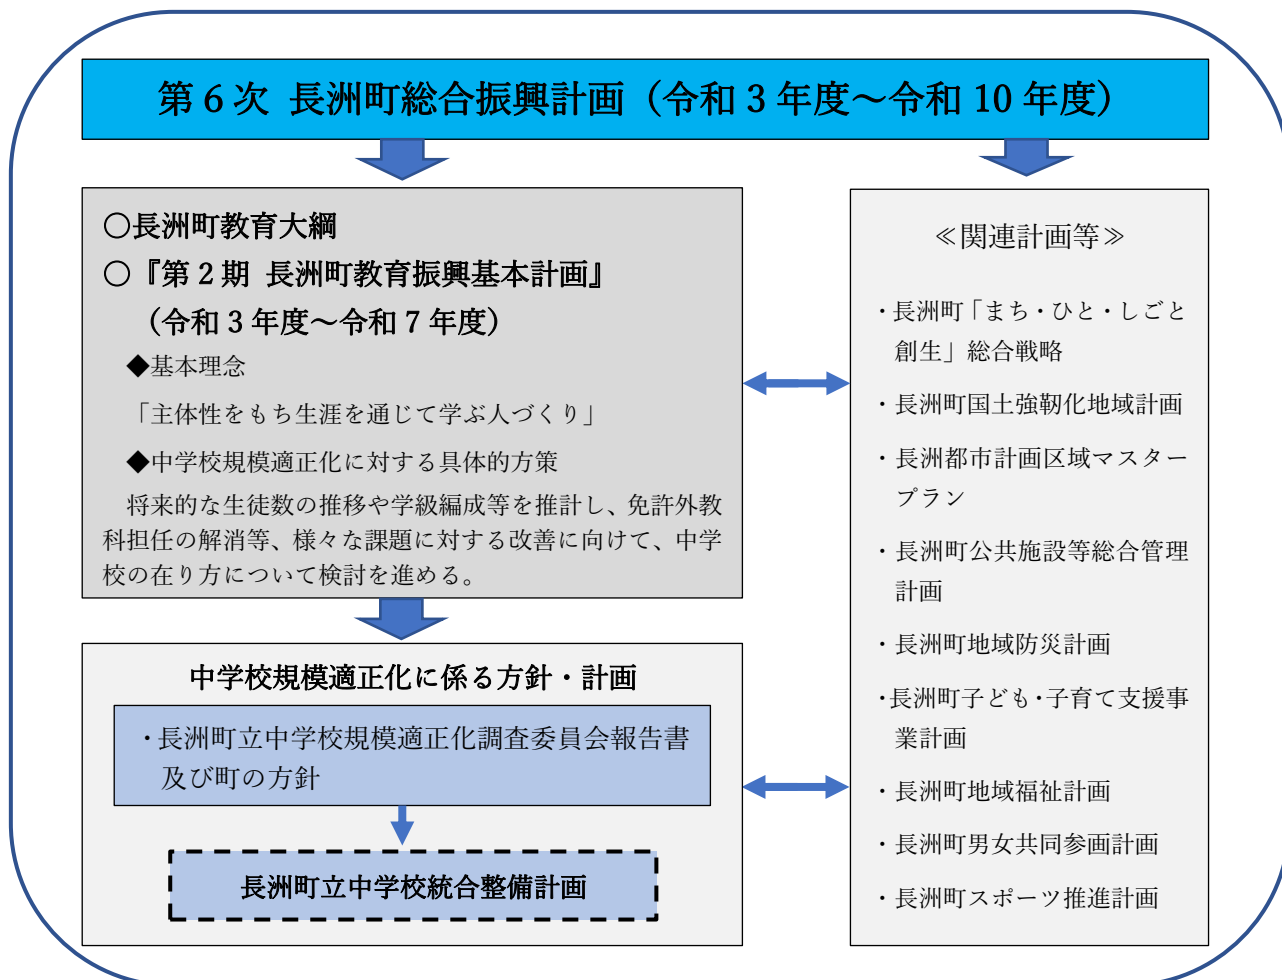 第6次 長洲町総合振興計画（令和3年度～令和10年度）
○長洲町教育大綱
○『第2期 長洲町教育振興基本計画』
（令和3年度～令和7年度）
◆基本理念
「主体性をもち生涯を通じて学ぶ人づくり」
◆中学校規模適正化に対する具体的方策
将来的な生徒数の推移や学級編成等を推計し、免許外教
科担任の解消等、様々な課題に対する改善に向けて、中学
校の在り方について検討を進める。
中学校規模適正化に係る方針・計画
・長洲町立中学校規模適正化調査委員会報告書
及び町の方針
長洲町立中学校統合整備計画
≪関連計画等≫
・長洲町「まち・ひと・しごと
創生」総合戦略
・長洲町国土強靭化地域計画
・長洲都市計画区域マスター
プラン
・長洲町公共施設等総合管理
計画
・長洲町地域防災計画
・長洲町子ども・子育て支援事
業計画
・長洲町地域福祉計画
・長洲町男女共同参画計画
・長洲町スポーツ推進計画